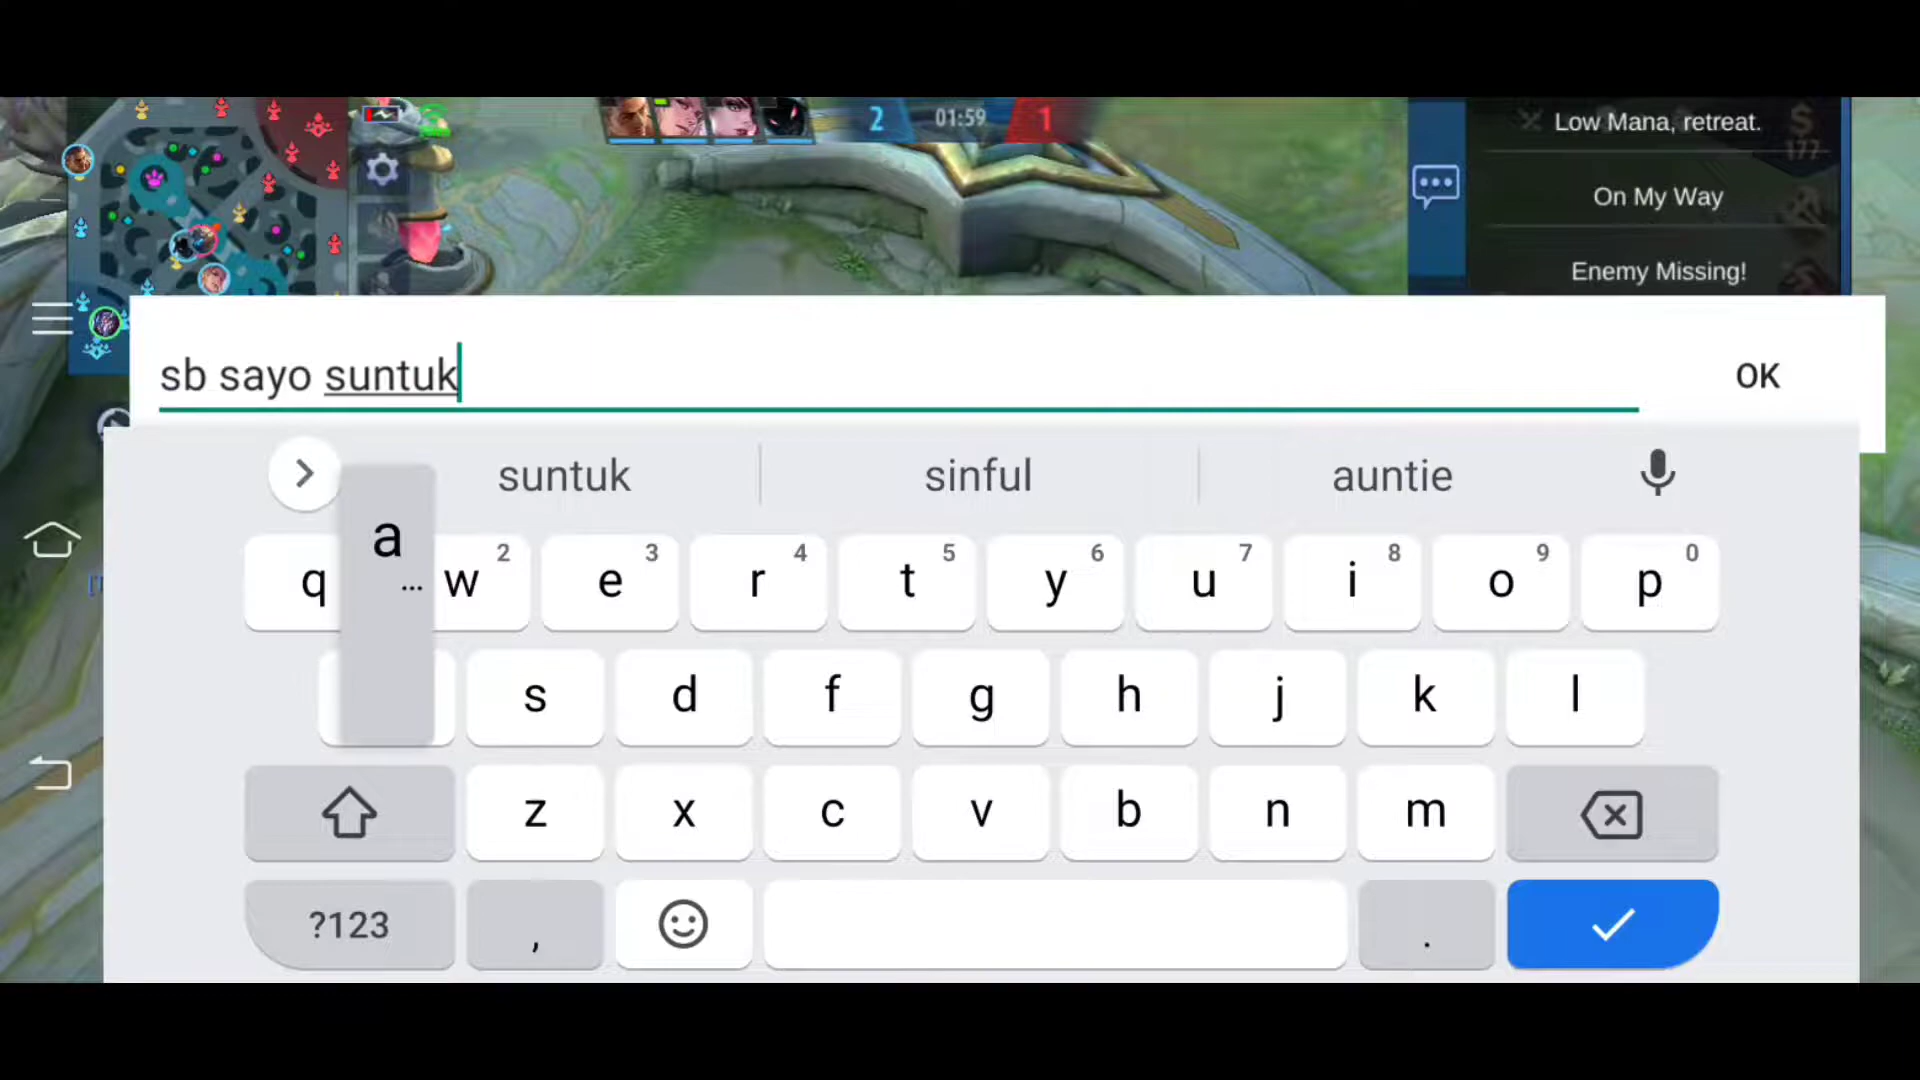 2 01:59 1
Low Mana, retreat.
177
On My Way
Enemy Missing!
sb sayo suntuk
OK
suntuk sinful auntie
a
...
q w 2 e 3 r 4 t 5 y 6 u 7 i 8 o 9 p 0
s d f g h j k l
z x c v b n m
?123 , .